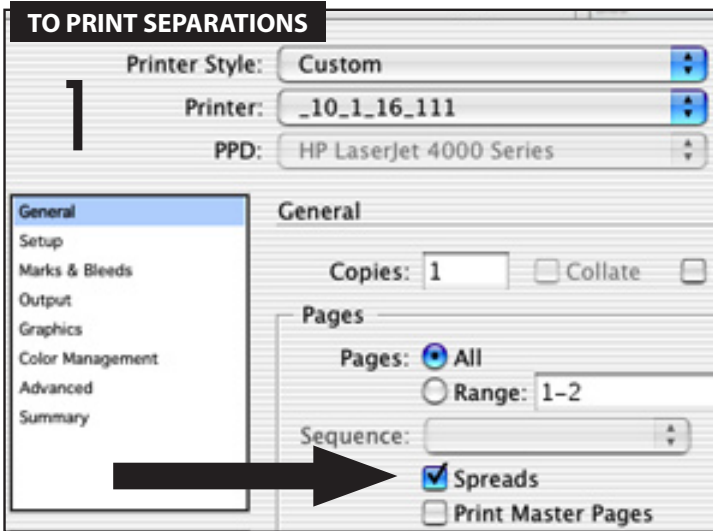 TO PRINT SEPARATIONS
1
Printer Style: Custom
Printer: _10_1_16_111
PPD: HP LaserJet 4000 Series
General
Setup
Marks & Bleeds
Output
Graphics
Color Management
Advanced
Summary
General
Copies: 1 Collate
Pages
Pages: All
Range: 1-2
Sequence:
Spreads
Print Master Pages